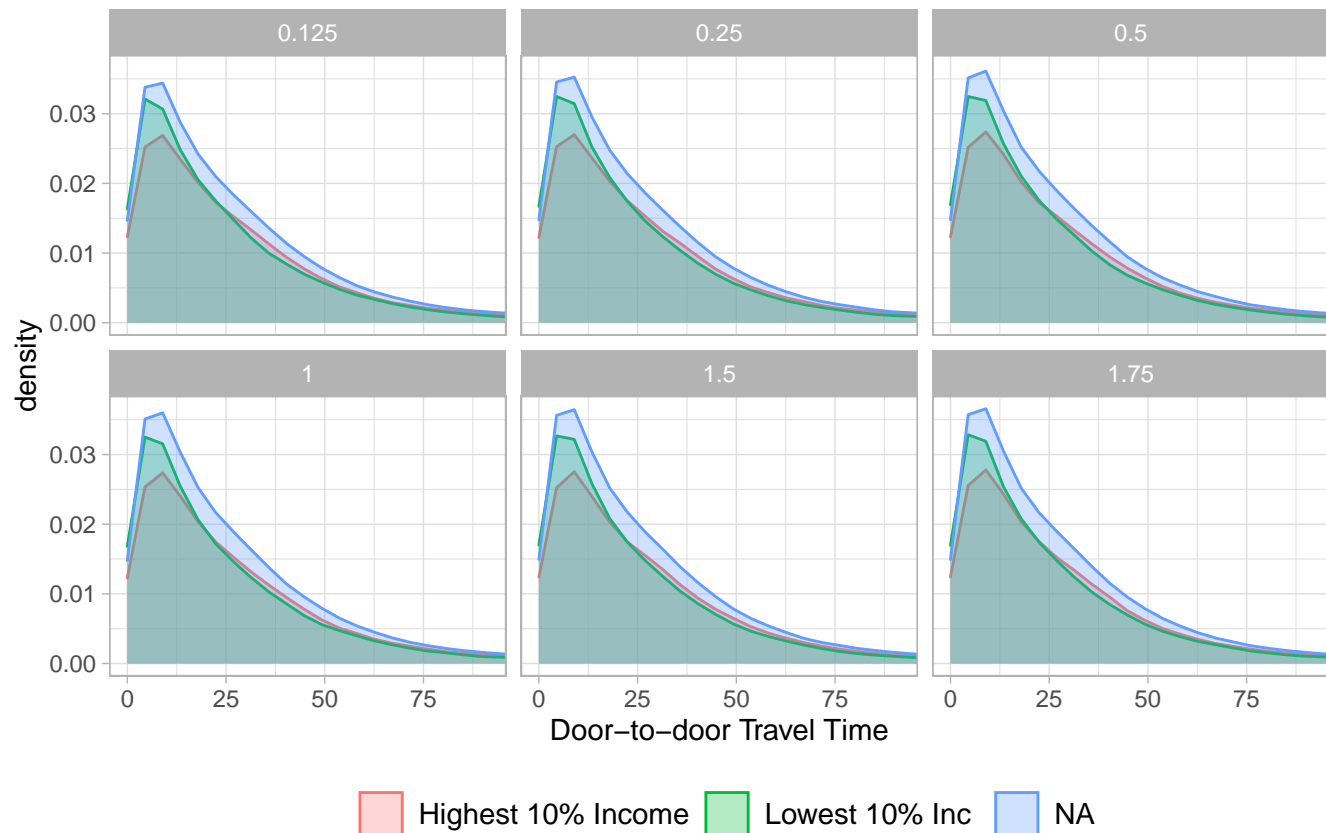 0.125 0.25 0.5
0.03
0.02
0.01
0.00
1 1.5 1.75
0.03
0.02
0.01
0.00
density
0 25 50 75 0 25 50 75 0 25 50 75
Door−to−door Travel Time
Highest 10% Income Lowest 10% Inc NA